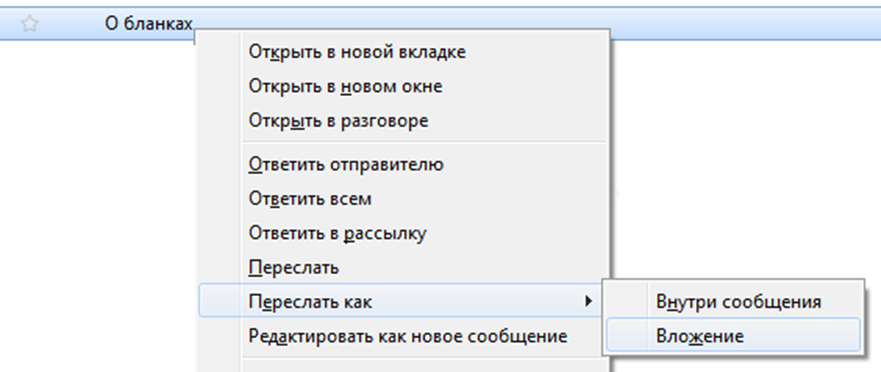 О бланках
Открыть в новой вкладке
Открыть в новом окне
Открыть в разговоре
Ответить отправителю
Ответить всем
Ответить в рассылку
Переслать
Переслать как
Внутри сообщения
Редактировать как новое сообщение
Вложение